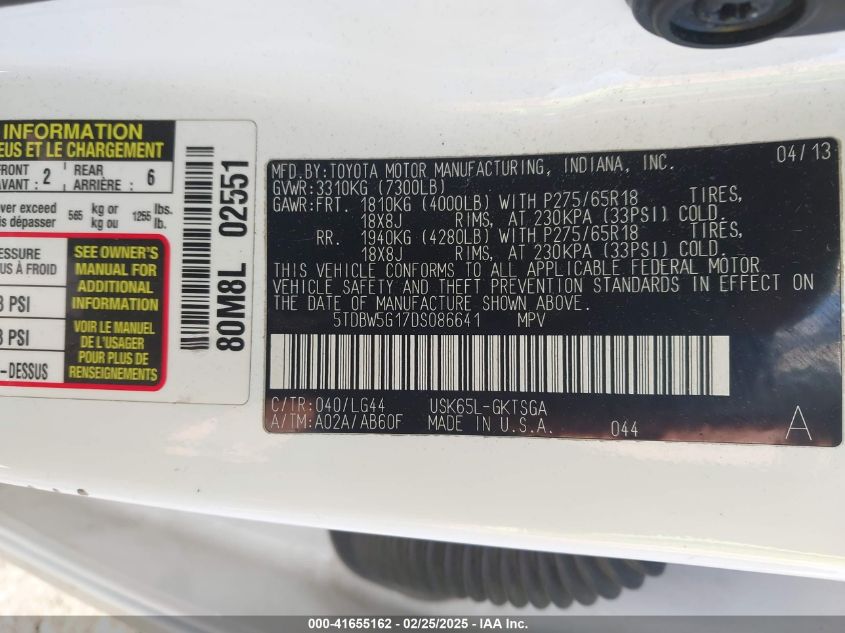 INFORMATION
EUS ET LE CHARGEMENT
FRONT
AVANT : 2
REAR
ARRIÈRE : 6
ver exceed
is dépasser
565
kg or
kg ou
1255
lbs.
lb.
ESSURE
US À FROID
3 PSI
3 PSI
-DESSUS
SEE OWNER'S
MANUAL FOR
ADDITIONAL
INFORMATION
VOIR LE MANUEL
DE L'USAGER
POUR PLUS DE
RENSEIGNEMENTS
80M8L 02551
MFD.BY:TOYOTA MOTOR MANUFACTURING, INDIANA, INC. 04/13
GVWR:3310KG (7300LB)
GAWR:FRT. 1810KG (4000LB) WITH P275/65R18 TIRES,
18X8J RIMS, AT 230KPA (33PSI) COLD.
RR. 1940KG (4280LB) WITH P275/65R18 TIRES,
18X8J RIMS, AT 230KPA (33PSI) COLD.
THIS VEHICLE CONFORMS TO ALL APPLICABLE FEDERAL MOTOR
VEHICLE SAFETY AND THEFT PREVENTION STANDARDS IN EFFECT ON
THE DATE OF MANUFACTURE SHOWN ABOVE.
5TDBW5G17DS086641 MPV
C/TR:040/LG44 USK65L-GKTSGA
A/TM:A02A/AB60F MADE IN U.S.A. 044 A
000-41655162 - 02/25/2025 - IAA Inc.